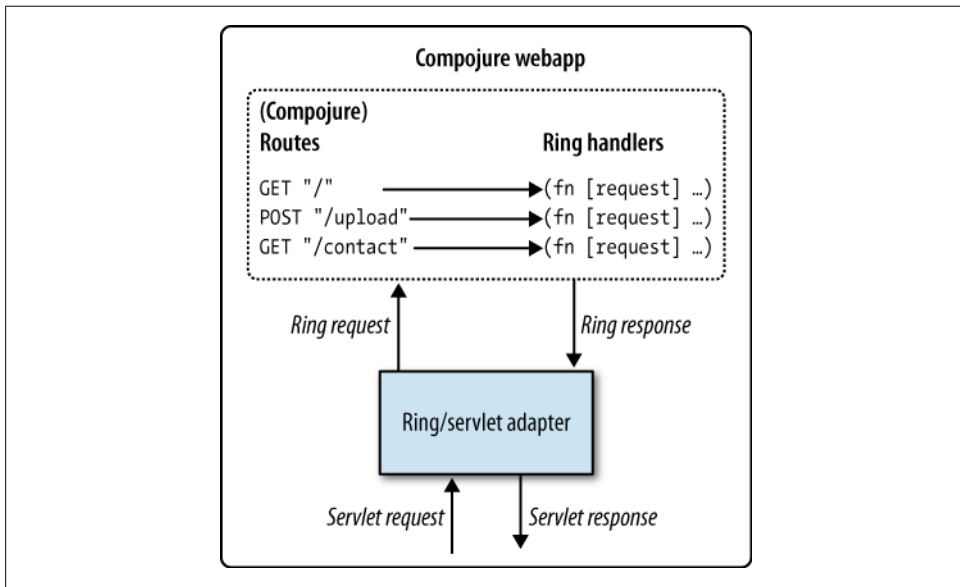 Compojure webapp
(Compojure)
Routes Ring handlers
GET "/" (fn [request] …)
POST "/upload" (fn [request] …)
GET "/contact" (fn [request] …)
Ring request Ring response
Ring/servlet adapter
Servlet request Servlet response